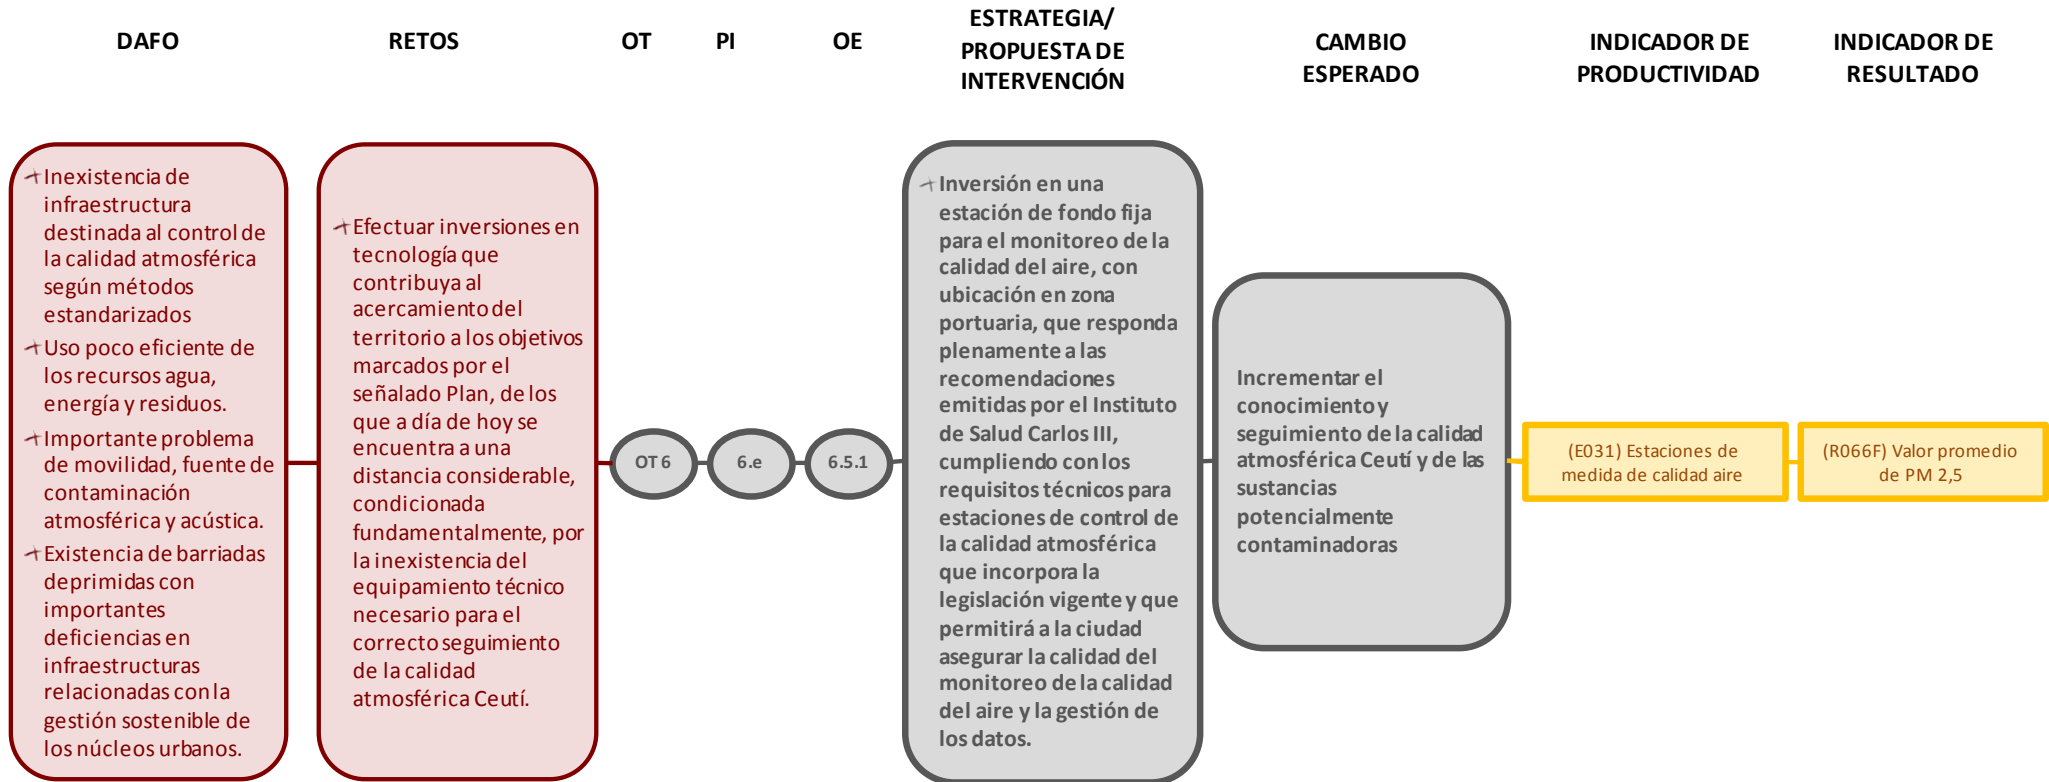 DAFO
RETOS
OT
PI
OE
ESTRATEGIA/
PROPUESTA DE
INTERVENCIÓN
CAMBIO
ESPERADO
INDICADOR DE
PRODUCTIVIDAD
INDICADOR DE
RESULTADO
Inexistencia de
infraestructura
destinada al control de
la calidad atmosférica
según métodos
estandarizados
Uso poco eficiente de
los recursos agua,
energía y residuos.
Importante problema
de movilidad, fuente de
contaminación
atmosférica y acústica.
Existencia de barriadas
deprimidas con
importantes
deficiencias en
infraestructuras
relacionadas con la
gestión sostenible de
los núcleos urbanos.
Efectuar inversiones en
tecnología que
contribuya al
acercamiento del
territorio a los objetivos
marcados por el
señalado Plan, de los
que a día de hoy se
encuentra a una
distancia considerable,
condicionada
fundamentalmente, por
la inexistencia del
equipamiento técnico
necesario para el
correcto seguimiento
de la calidad
atmosférica Ceutí.
OT 6
6.e
6.5.1
Inversión en una
estación de fondo fija
para el monitoreo de la
calidad del aire, con
ubicación en zona
portuaria, que responda
plenamente a las
recomendaciones
emitidas por el Instituto
de Salud Carlos III,
cumpliendo con los
requisitos técnicos para
estaciones de control de
la calidad atmosférica
que incorpora la
legislación vigente y que
permitirá a la ciudad
asegurar la calidad del
monitoreo de la calidad
del aire y la gestión de
los datos.
Incrementar el
conocimiento y
seguimiento de la calidad
atmosférica Ceutí y de las
sustancias
potencialmente
contaminadoras
(E031) Estaciones de
medida de calidad aire
(R066F) Valor promedio
de PM 2,5